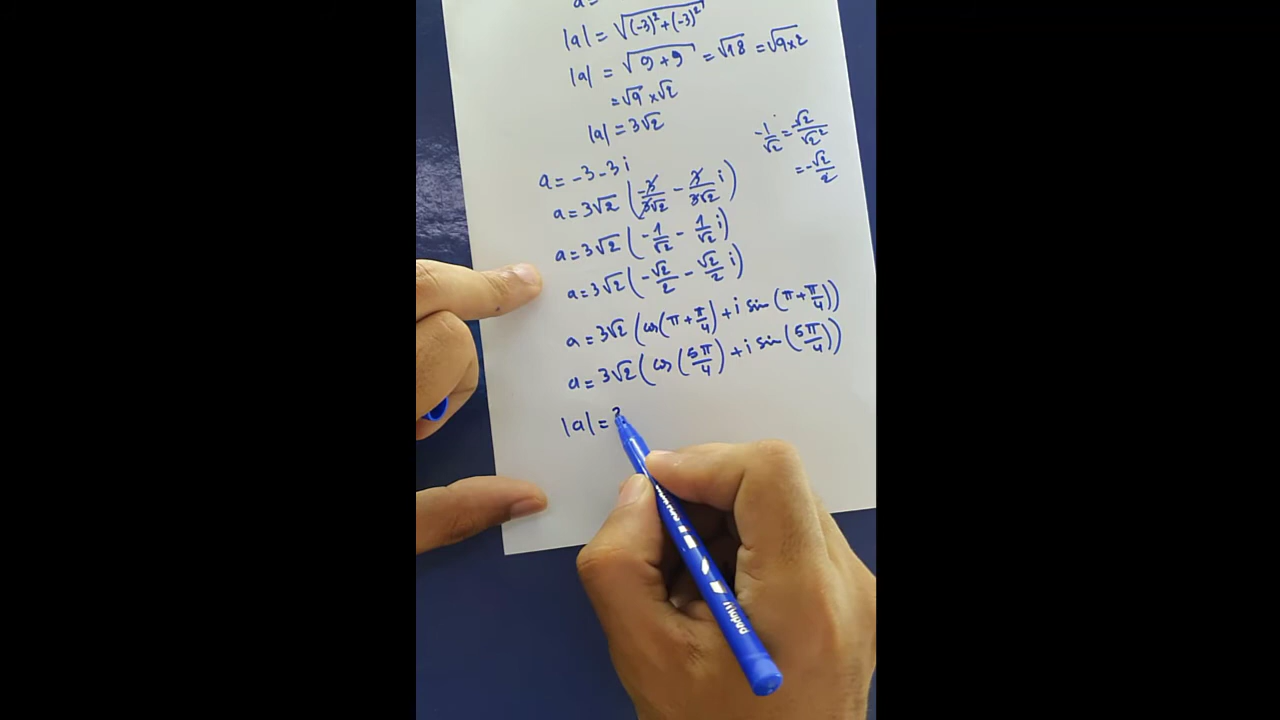 a =
|a| = √((-3)²+(-3)²)
|a| = √(9+9) = √18 = √(9×2)
= √9 × √2
|a| = 3√2
-1/√2 = √2/√2²
= -√2/2
a = -3-3i
a = 3√2 (-3/3√2 - 3/3√2 i)
a = 3√2 (-1/√2 - 1/√2 i)
a = 3√2 (-√2/2 - √2/2 i)
a = 3√2 (cos(π+π/4) + i sin(π+π/4))
a = 3√2 (cos(5π/4) + i sin(5π/4))
|a| = 3